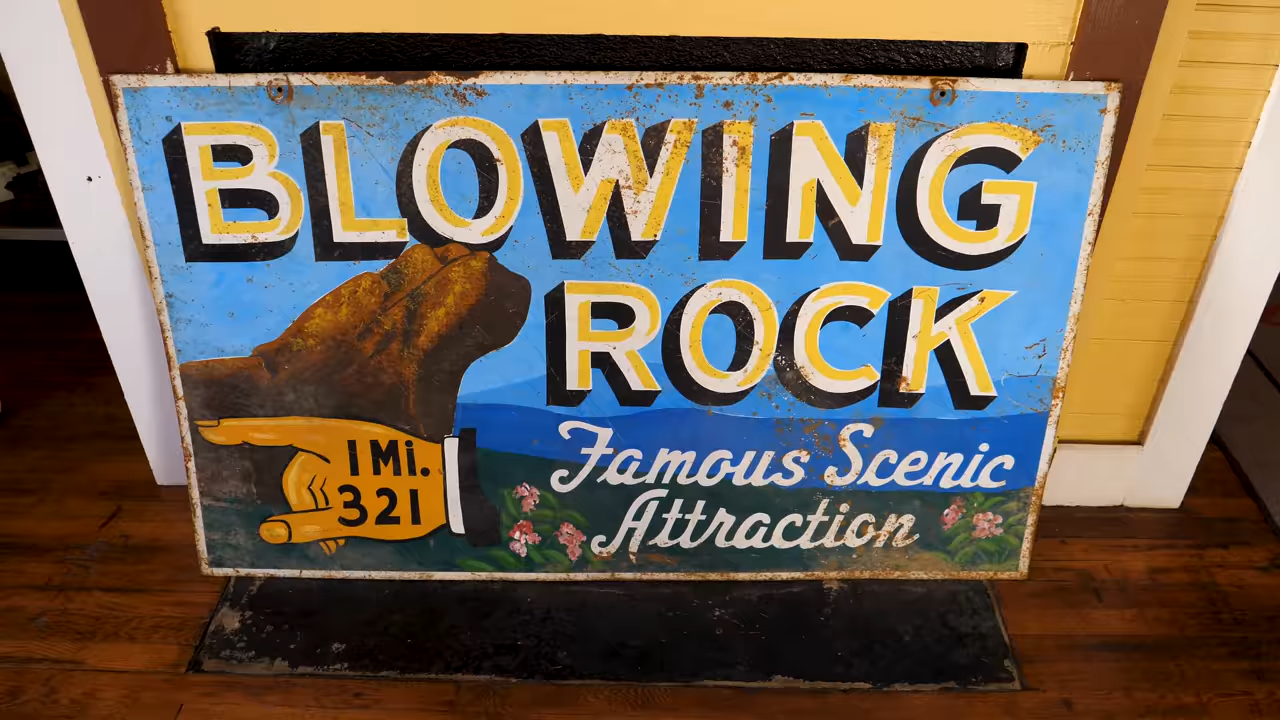 BLOWING
ROCK
Famous Scenic
Attraction
1 Mi.
321